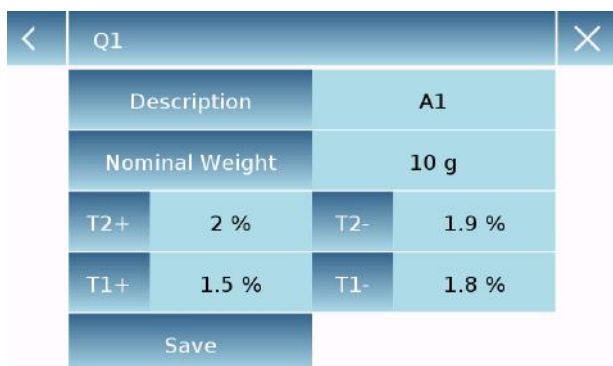 Q1
Description A1
Nominal Weight 10 g
T2+ 2 % T2- 1.9 %
T1+ 1.5 % T1- 1.8 %
Save